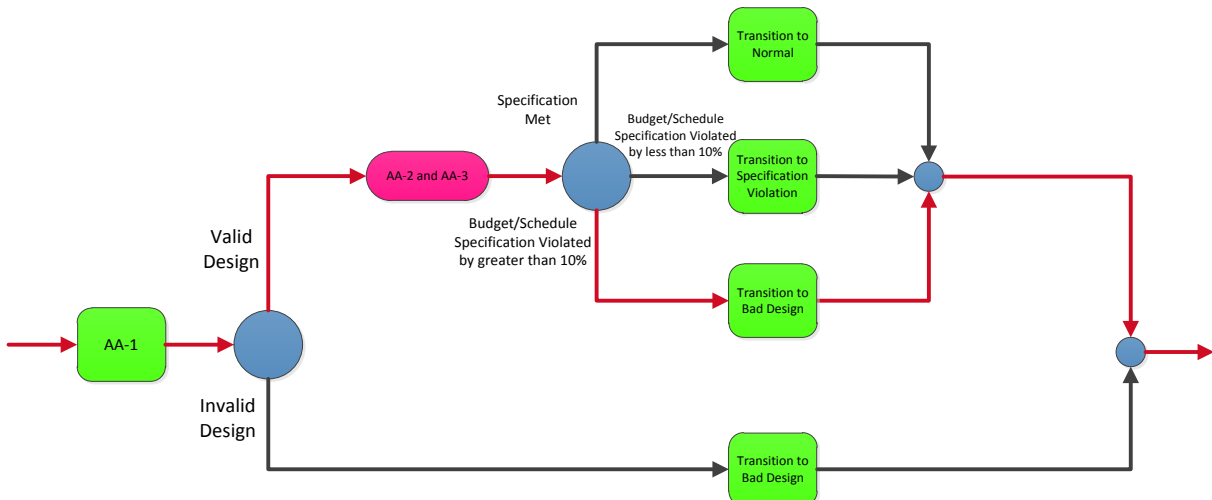 Transition to
Normal
Specification
Met
Budget/Schedule
Specification Violated
by less than 10%
Transition to
Specification
Violation
AA-2 and AA-3
Budget/Schedule
Specification Violated
by greater than 10%
Valid
Design
Transition to
Bad Design
AA-1
Invalid
Design
Transition to
Bad Design